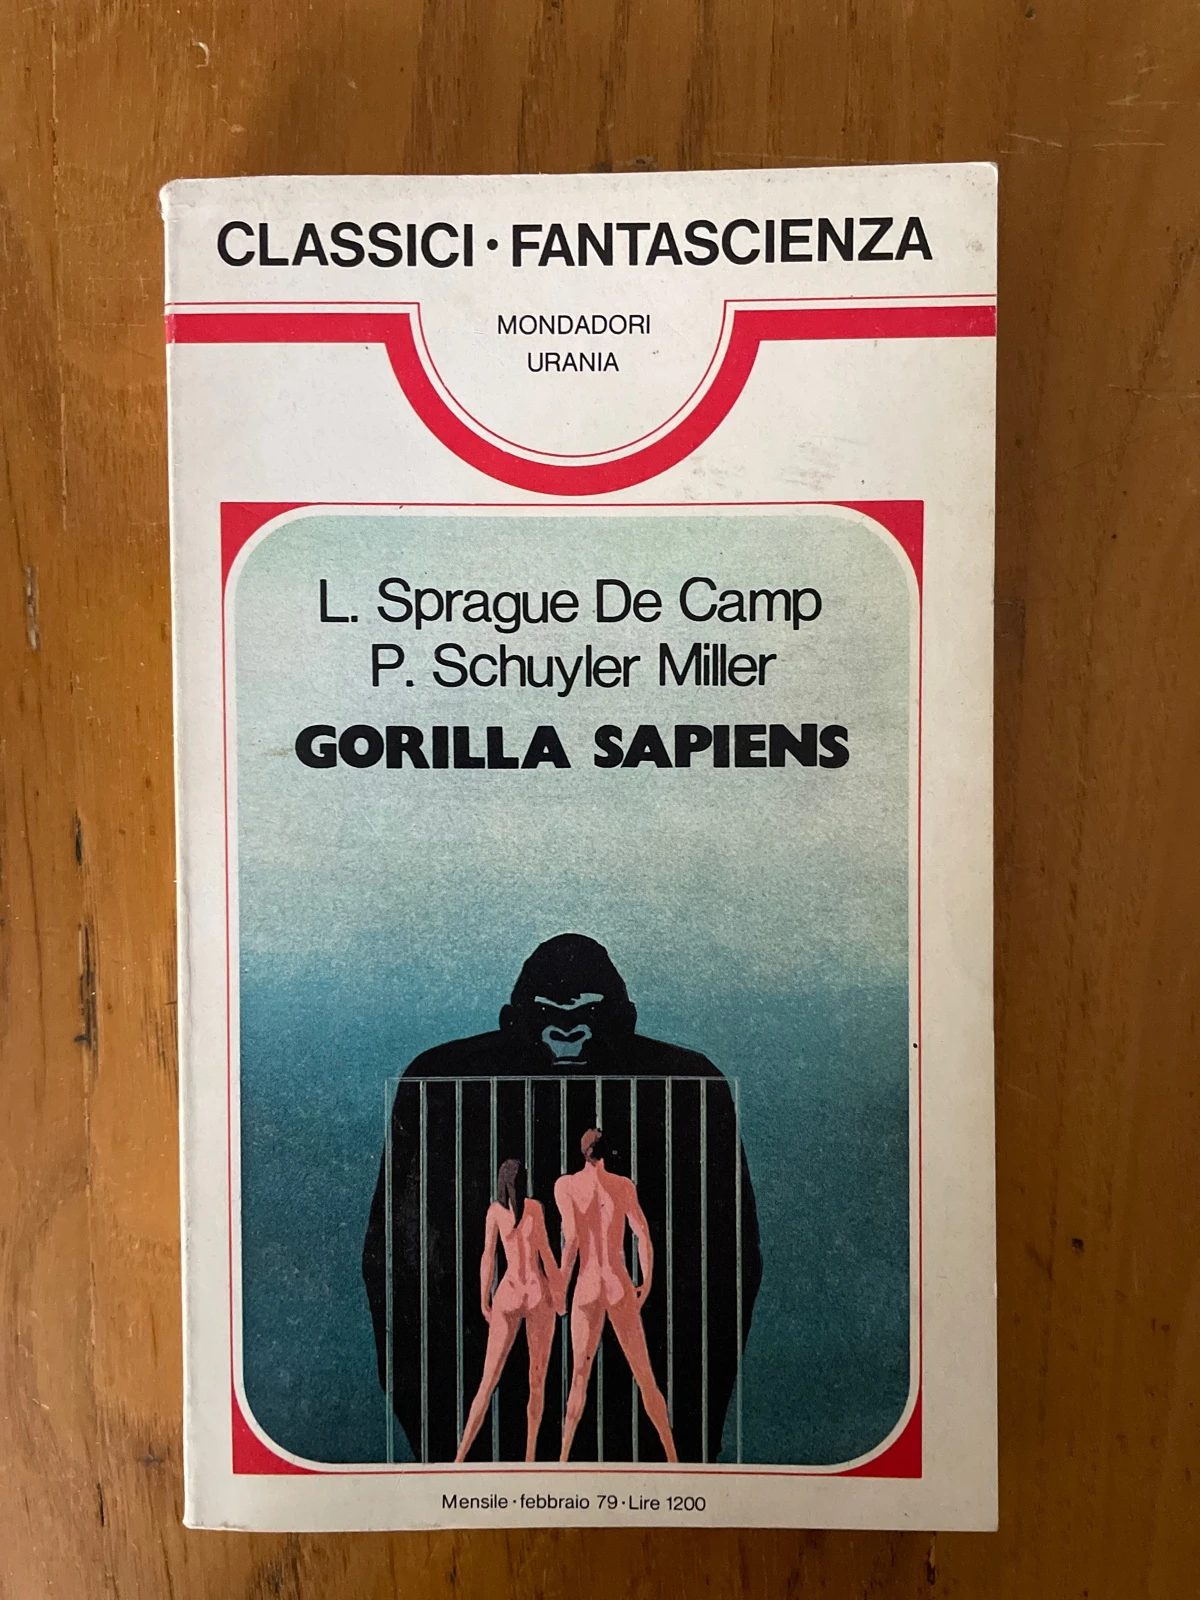 CLASSICI • FANTASCIENZA
MONDADORI
URANIA
L. Sprague De Camp
P. Schuyler Miller
GORILLA SAPIENS
Mensile • febbraio 79 • Lire 1200